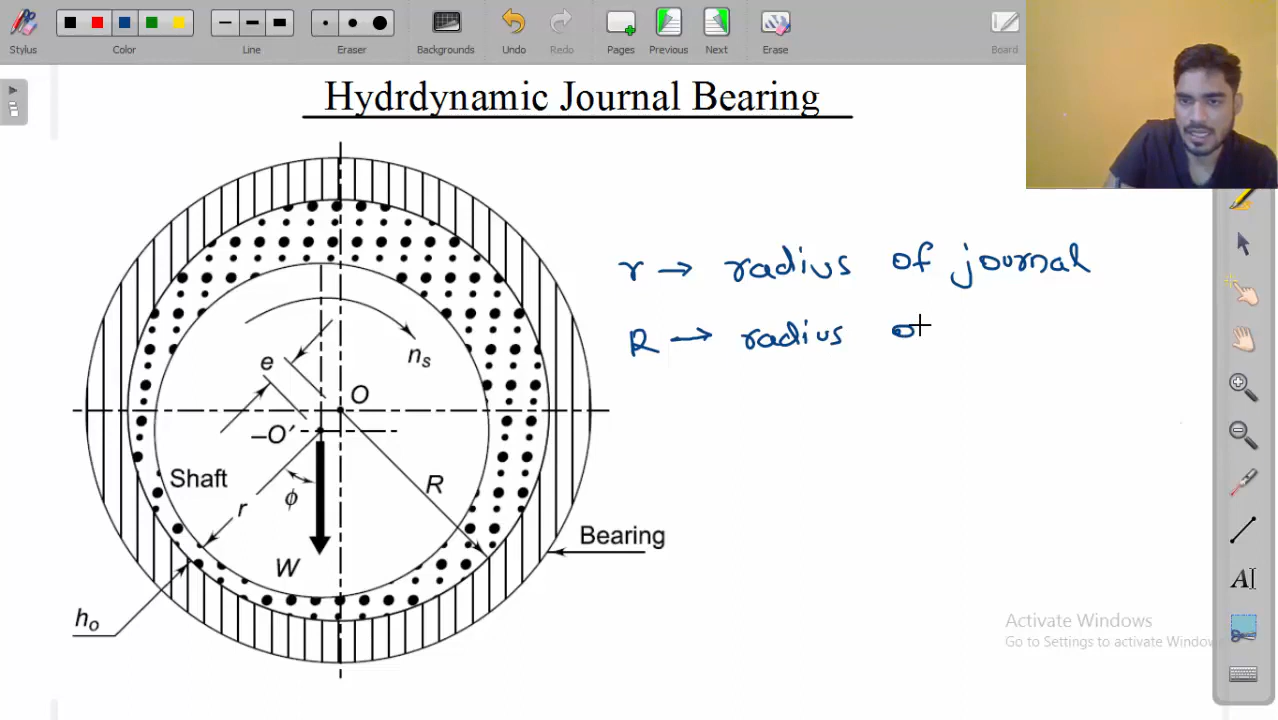 Stylus Color Line Eraser Backgrounds Undo Redo Pages Previous Next Erase Board
Hydrdynamic Journal Bearing
r → radius of journal
R → radius o
n_s
e
O
–O′
Shaft
r
ϕ
R
W
Bearing
h_o
Activate Windows
Go to Settings to activate Windows
A